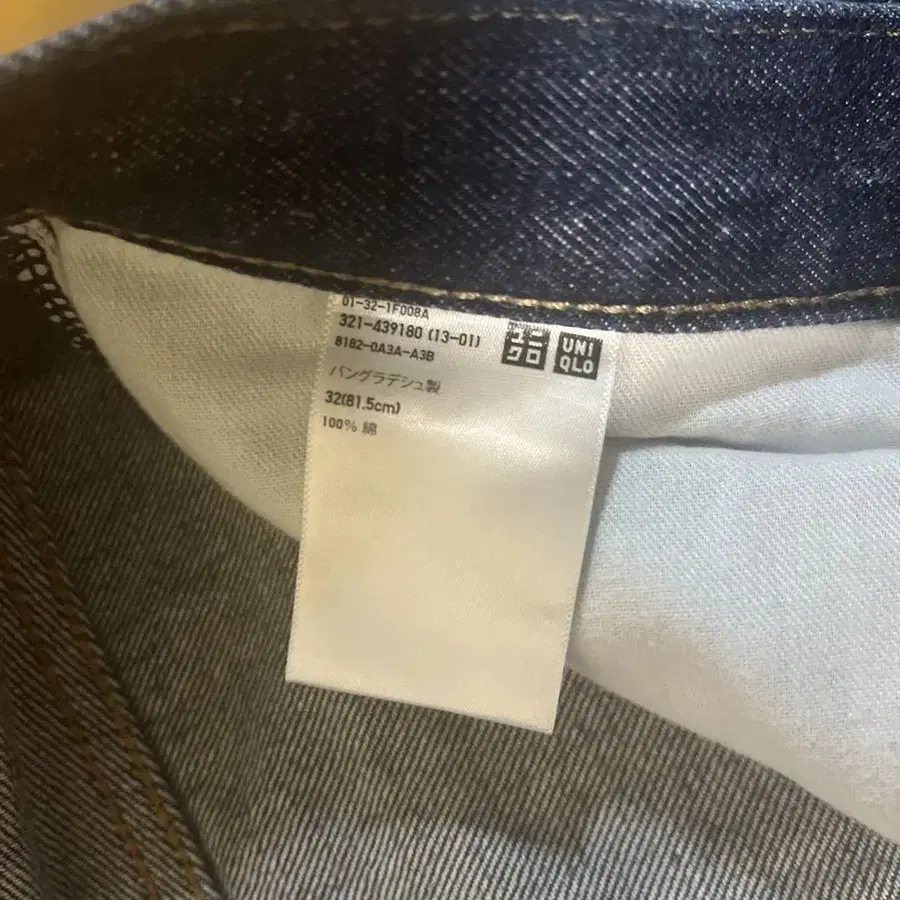 01-32-1F008A
321-439180 (13-01)
8182-0A3A-A3B
バングラデシュ製
32(81.5cm)
100% 綿
ユニ
クロ
UNI
QLO